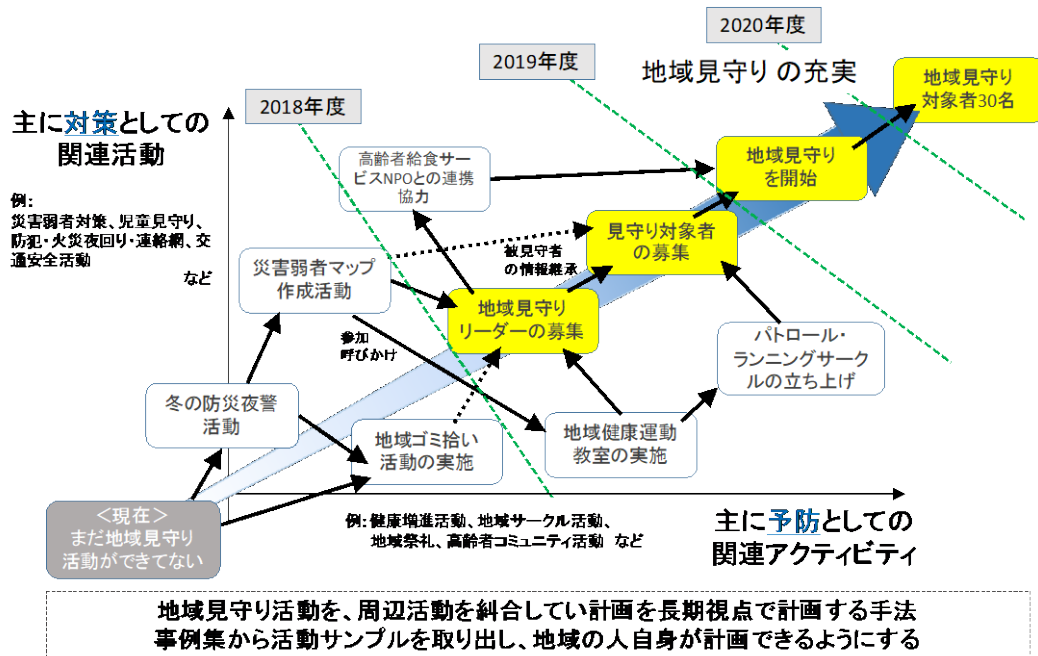 2020年度
2019年度
地域見守り の充実
地域見守り
対象者30名
2018年度
主に対策としての
関連活動
高齢者給食サー
ビスNPOとの連携
協力
地域見守り
を開始
例:
災害弱者対策、児童見守り、
防犯・火災夜回り・連絡網、交
通安全活動
など
見守り対象者
の募集
被見守者
の情報継承
災害弱者マップ
作成活動
地域見守り
リーダーの募集
参加
呼びかけ
パトロール・
ランニングサーク
ルの立ち上げ
冬の防災夜警
活動
地域ゴミ拾い
活動の実施
地域健康運動
教室の実施
<現在>
まだ地域見守り
活動ができてない
例:健康増進活動、地域サークル活動、
地域祭礼、高齢者コミュニティ活動 など
主に予防としての
関連アクティビティ
地域見守り活動を、周辺活動を糾合してい計画を長期視点で計画する手法
事例集から活動サンプルを取り出し、地域の人自身が計画できるようにする